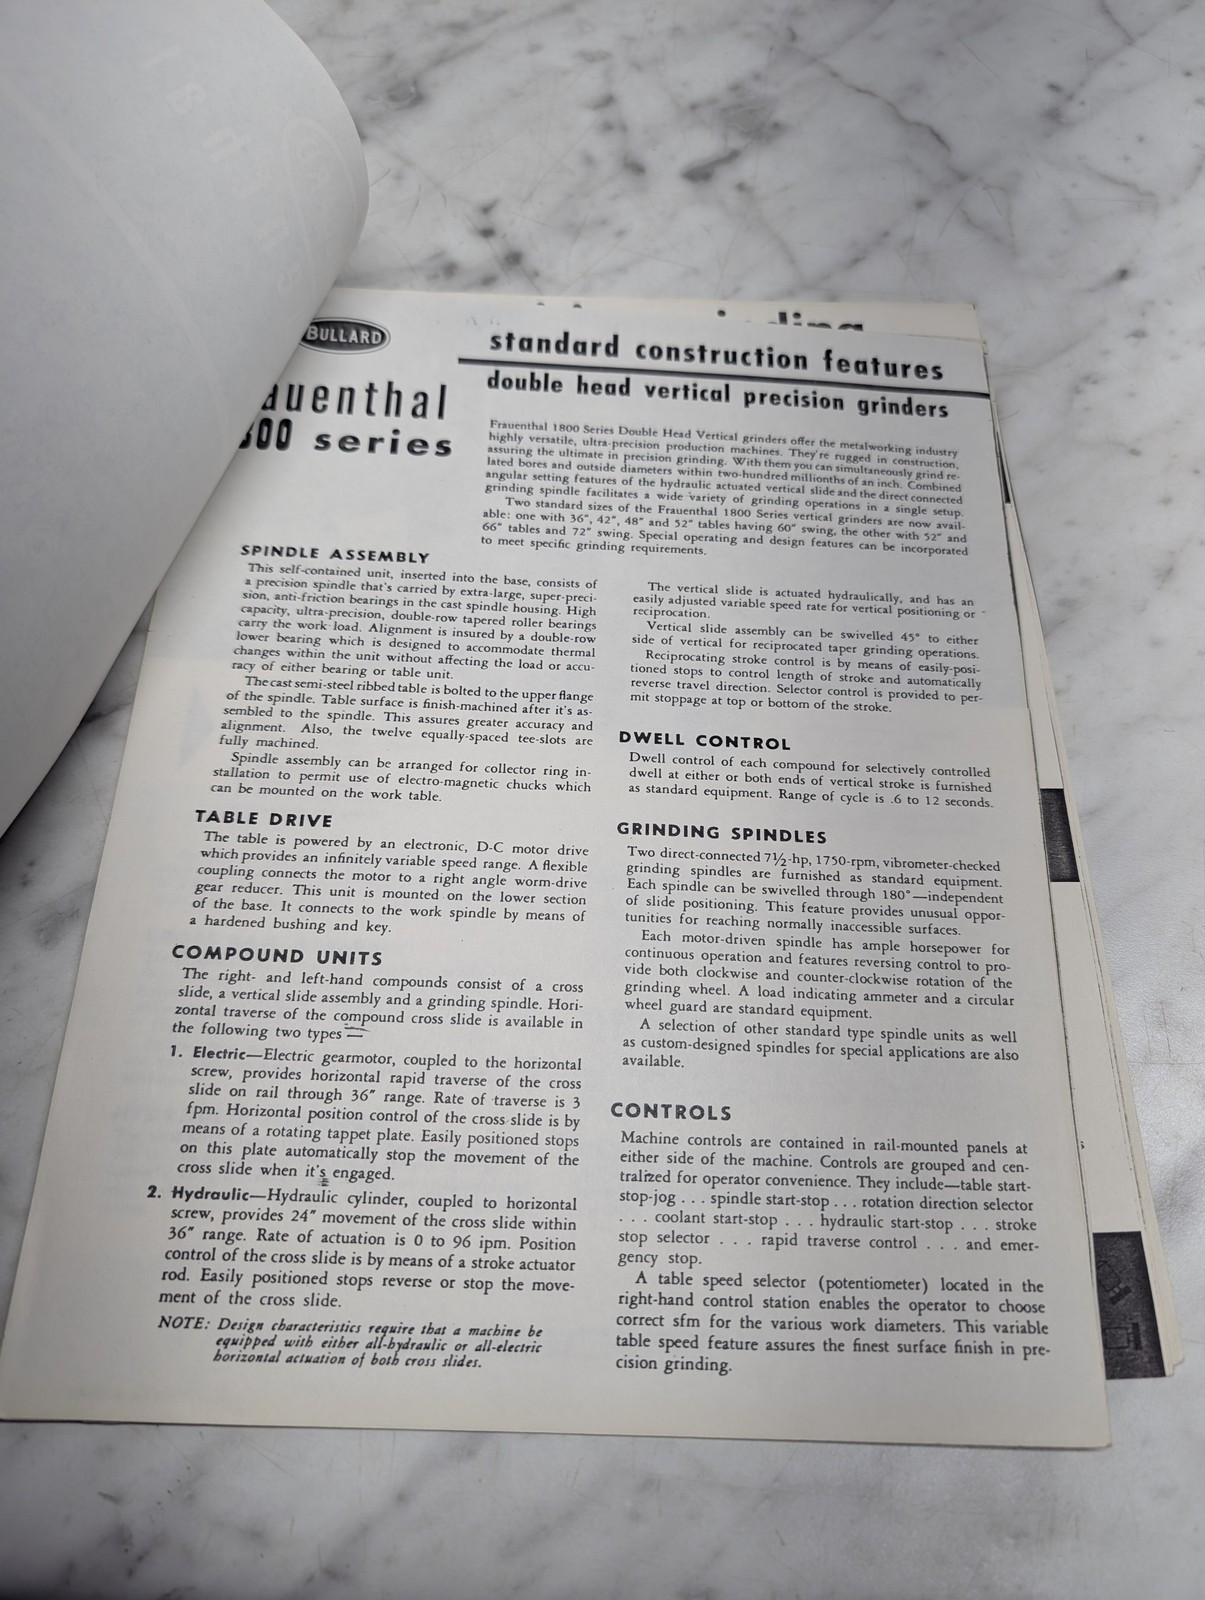 BULLARD
auenthal
800 series
standard construction features
double head vertical precision grinders
Frauenthal 1800 Series Double Head Vertical grinders offer the metalworking industry
highly versatile, ultra-precision production machines. They're rugged in construction,
assuring the ultimate in precision grinding. With them you can simultaneously grind re-
lated bores and outside diameters within two-hundred millionths of an inch. Combined
angular setting features of the hydraulic actuated vertical slide and the direct connected
grinding spindle facilitates a wide variety of grinding operations in a single setup.
Two standard sizes of the Frauenthal 1800 Series vertical grinders are now avail-
able: one with 36", 42", 48" and 52" tables having 60" swing, the other with 52" and
66" tables and 72" swing. Special operating and design features can be incorporated
to meet specific grinding requirements.
SPINDLE ASSEMBLY
This self-contained unit, inserted into the base, consists of
a precision spindle that's carried by extra-large, super-preci-
sion, anti-friction bearings in the cast spindle housing. High
capacity, ultra-precision, double-row tapered roller bearings
carry the work load. Alignment is insured by a double-row
lower bearing which is designed to accommodate thermal
changes within the unit without affecting the load or accu-
racy of either bearing or table unit.
The cast semi-steel ribbed table is bolted to the upper flange
of the spindle. Table surface is finish-machined after it's as-
sembled to the spindle. This assures greater accuracy and
alignment. Also, the twelve equally-spaced tee-slots are
fully machined.
Spindle assembly can be arranged for collector ring in-
stallation to permit use of electro-magnetic chucks which
can be mounted on the work table.
TABLE DRIVE
The table is powered by an electronic, D-C motor drive
which provides an infinitely variable speed range. A flexible
coupling connects the motor to a right angle worm-drive
gear reducer. This unit is mounted on the lower section
of the base. It connects to the work spindle by means of
a hardened bushing and key.
COMPOUND UNITS
The right- and left-hand compounds consist of a cross
slide, a vertical slide assembly and a grinding spindle. Hori-
zontal traverse of the compound cross slide is available in
the following two types—
1. Electric—Electric gearmotor, coupled to the horizontal
screw, provides horizontal rapid traverse of the cross
slide on rail through 36" range. Rate of traverse is 3
fpm. Horizontal position control of the cross slide is by
means of a rotating tappet plate. Easily positioned stops
on this plate automatically stop the movement of the
cross slide when it's engaged.
2. Hydraulic—Hydraulic cylinder, coupled to horizontal
screw, provides 24" movement of the cross slide within
36" range. Rate of actuation is 0 to 96 ipm. Position
control of the cross slide is by means of a stroke actuator
rod. Easily positioned stops reverse or stop the move-
ment of the cross slide.
NOTE: Design characteristics require that a machine be
equipped with either all-hydraulic or all-electric
horizontal actuation of both cross slides.
The vertical slide is actuated hydraulically, and has an
easily adjusted variable speed rate for vertical positioning or
reciprocation.
Vertical slide assembly can be swivelled 45° to either
side of vertical for reciprocated taper grinding operations.
Reciprocating stroke control is by means of easily-posi-
tioned stops to control length of stroke and automatically
reverse travel direction. Selector control is provided to per-
mit stoppage at top or bottom of the stroke.
DWELL CONTROL
Dwell control of each compound for selectively controlled
dwell at either or both ends of vertical stroke is furnished
as standard equipment. Range of cycle is .6 to 12 seconds.
GRINDING SPINDLES
Two direct-connected 7½-hp, 1750-rpm, vibrometer-checked
grinding spindles are furnished as standard equipment.
Each spindle can be swivelled through 180°—independent
of slide positioning. This feature provides unusual oppor-
tunities for reaching normally inaccessible surfaces.
Each motor-driven spindle has ample horsepower for
continuous operation and features reversing control to pro-
vide both clockwise and counter-clockwise rotation of the
grinding wheel. A load indicating ammeter and a circular
wheel guard are standard equipment.
A selection of other standard type spindle units as well
as custom-designed spindles for special applications are also
available.
CONTROLS
Machine controls are contained in rail-mounted panels at
either side of the machine. Controls are grouped and cen-
tralized for operator convenience. They include—table start-
stop-jog . . . spindle start-stop . . . rotation direction selector
. . . coolant start-stop . . . hydraulic start-stop . . . stroke
stop selector . . . rapid traverse control . . . and emer-
gency stop.
A table speed selector (potentiometer) located in the
right-hand control station enables the operator to choose
correct sfm for the various work diameters. This variable
table speed feature assures the finest surface finish in pre-
cision grinding.